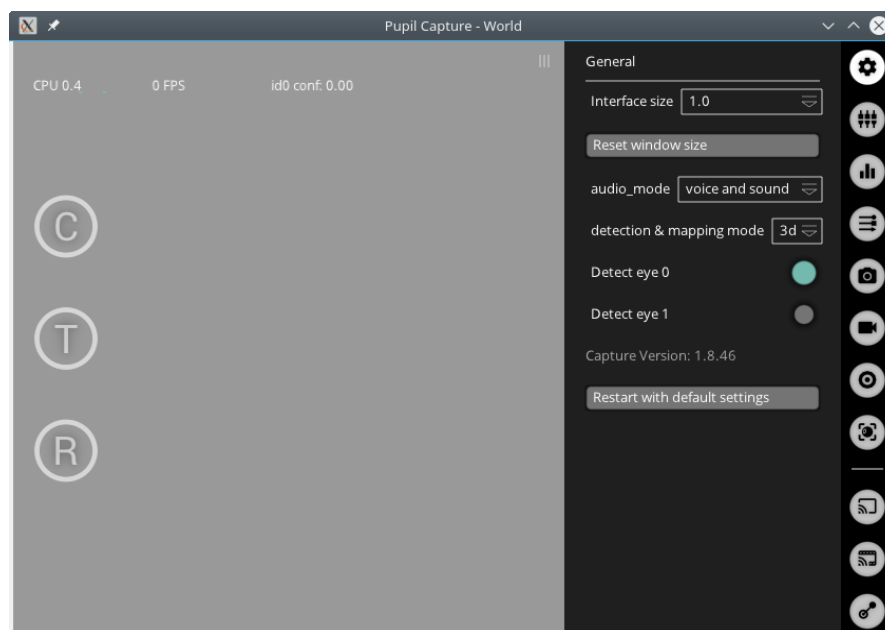 Pupil Capture - World
CPU 0.4 0 FPS id0 conf: 0.00
C
T
R
General
Interface size 1.0
Reset window size
audio_mode voice and sound
detection & mapping mode 3d
Detect eye 0
Detect eye 1
Capture Version: 1.8.46
Restart with default settings